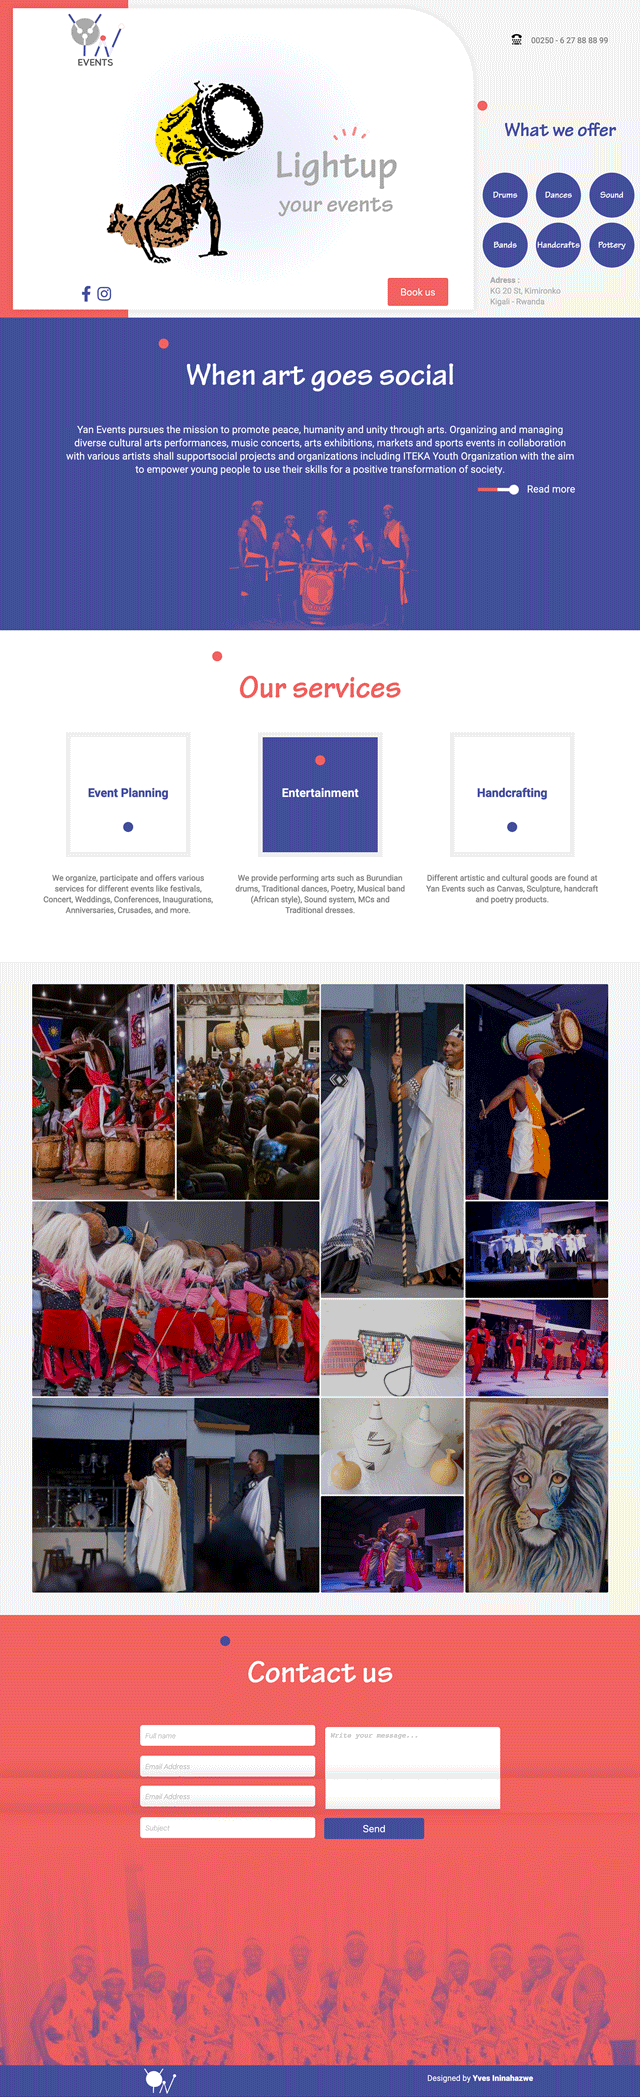 EVENTS
00250 - 6 27 88 88 99
What we offer
Lightup
your events
Drums
Dances
Sound
Bands
Handcrafts
Pottery
Adress :
KG 20 St, Kimironko
Kigali - Rwanda
Book us
When art goes social
Yan Events pursues the mission to promote peace, humanity and unity through arts. Organizing and managing
diverse cultural arts performances, music concerts, arts exhibitions, markets and sports events in collaboration
with various artists shall supportsocial projects and organizations including ITEKA Youth Organization with the aim
to empower young people to use their skills for a positive transformation of society.
Read more
Our services
Event Planning
Entertainment
Handcrafting
We organize, participate and offers various
services for different events like festivals,
Concert, Weddings, Conferences, Inaugurations,
Anniversaries, Crusades, and more.
We provide performing arts such as Burundian
drums, Traditional dances, Poetry, Musical band
(African style), Sound system, MCs and
Traditional dresses.
Different artistic and cultural goods are found at
Yan Events such as Canvas, Sculpture, handcraft
and poetry products.
Contact us
Full name
Email Address
Email Address
Subject
Write your message...
Send
Designed by Yves Ininahazwe